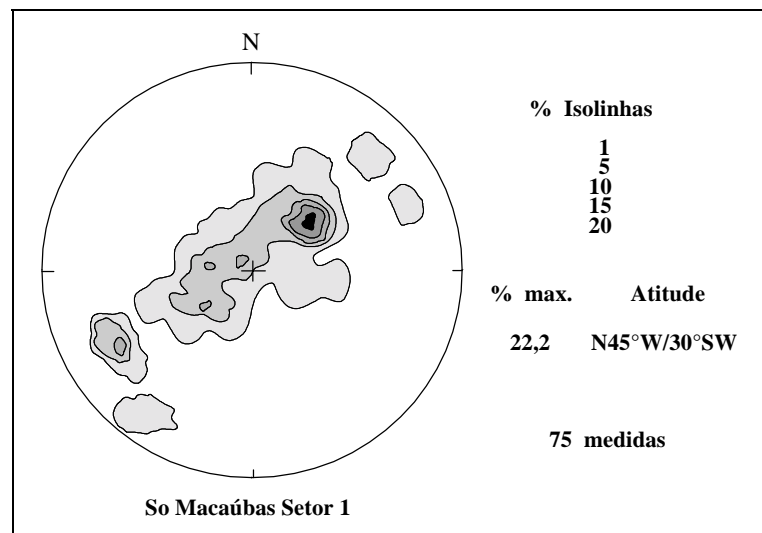 N
% Isolinhas
1
5
10
15
20
% max. Atitude
22,2 N45°W/30°SW
75 medidas
So Macaúbas Setor 1